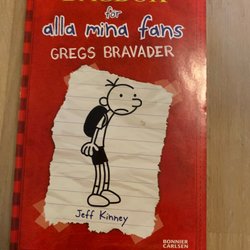 för
alla mina fans
GREGS BRAVADER
Jeff Kinney
BONNIER
CARLSEN